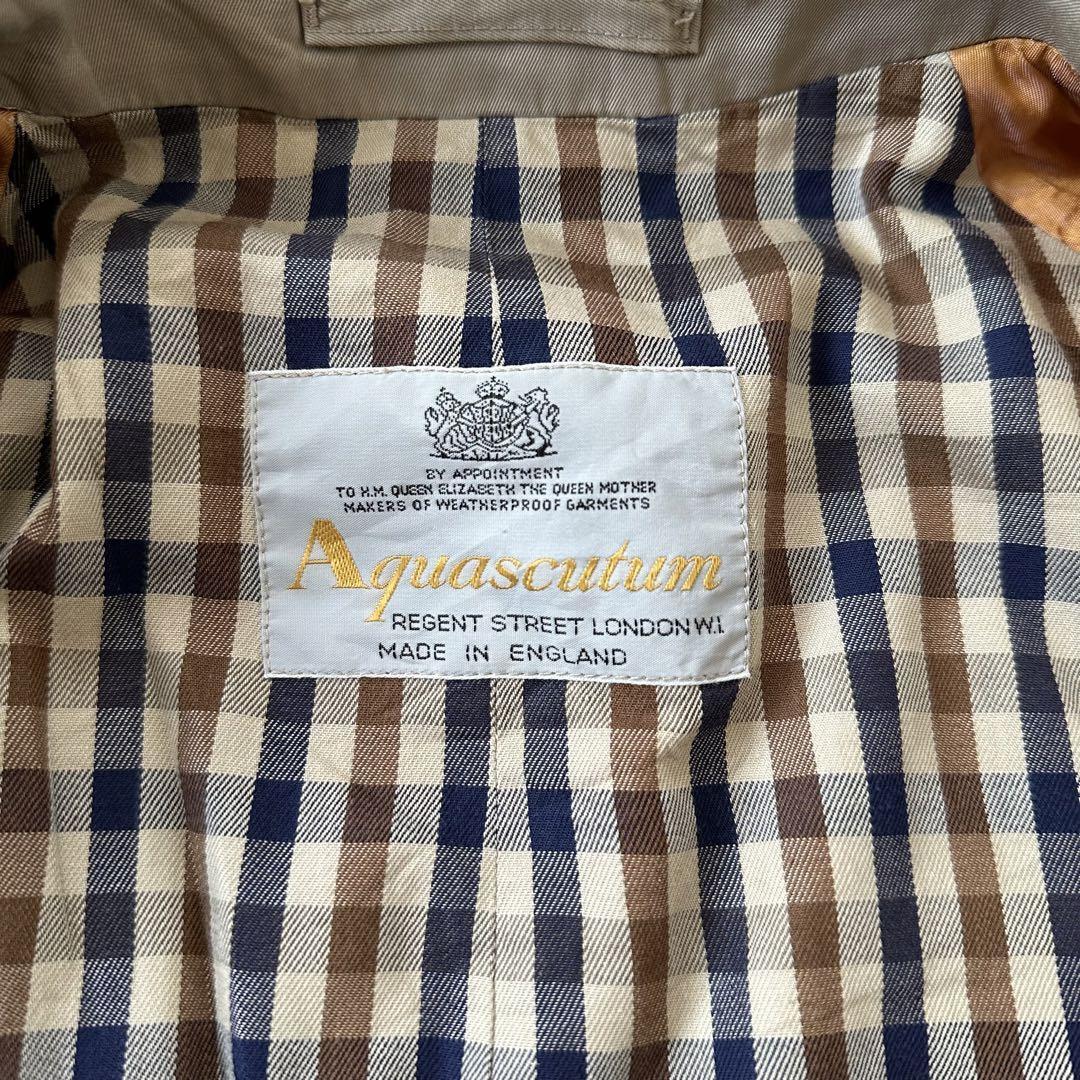 BY APPOINTMENT
TO H.M. QUEEN ELIZABETH THE QUEEN MOTHER
MAKERS OF WEATHERPROOF GARMENTS
Aquascutum
REGENT STREET LONDON W.1.
MADE IN ENGLAND